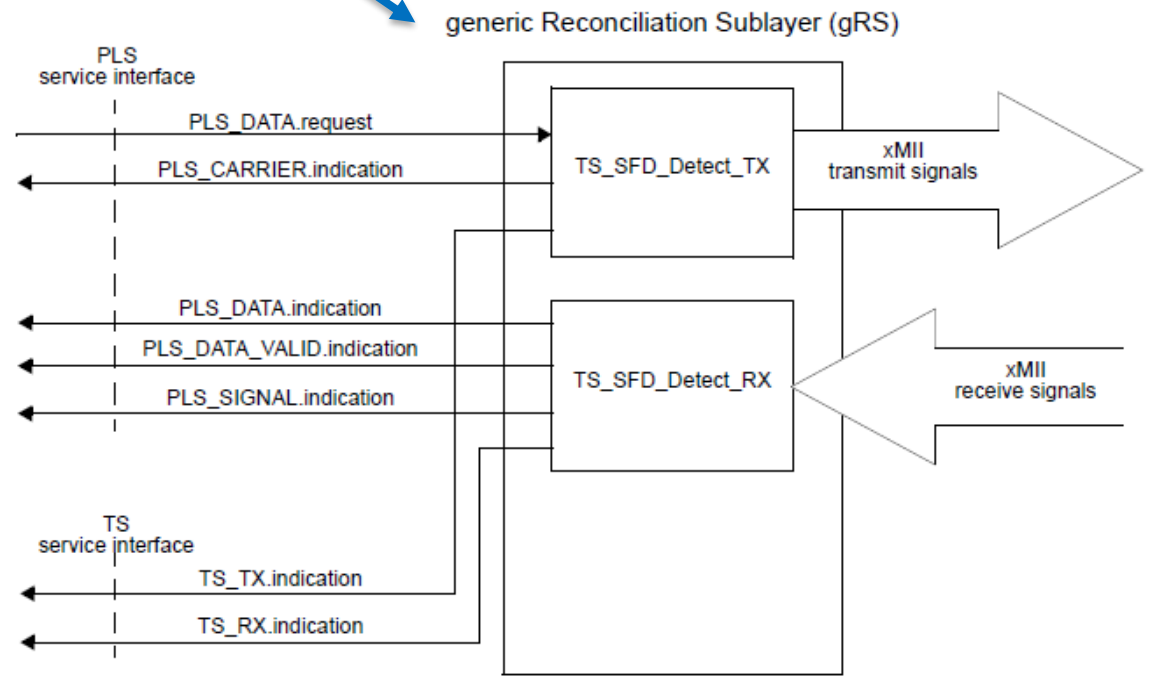 generic Reconciliation Sublayer (gRS)
PLS
service interface
PLS_DATA.request
PLS_CARRIER.indication
TS_SFD_Detect_TX
xMII
transmit signals
PLS_DATA.indication
PLS_DATA_VALID.indication
PLS_SIGNAL.indication
TS_SFD_Detect_RX
xMII
receive signals
TS
service interface
TS_TX.indication
TS_RX.indication